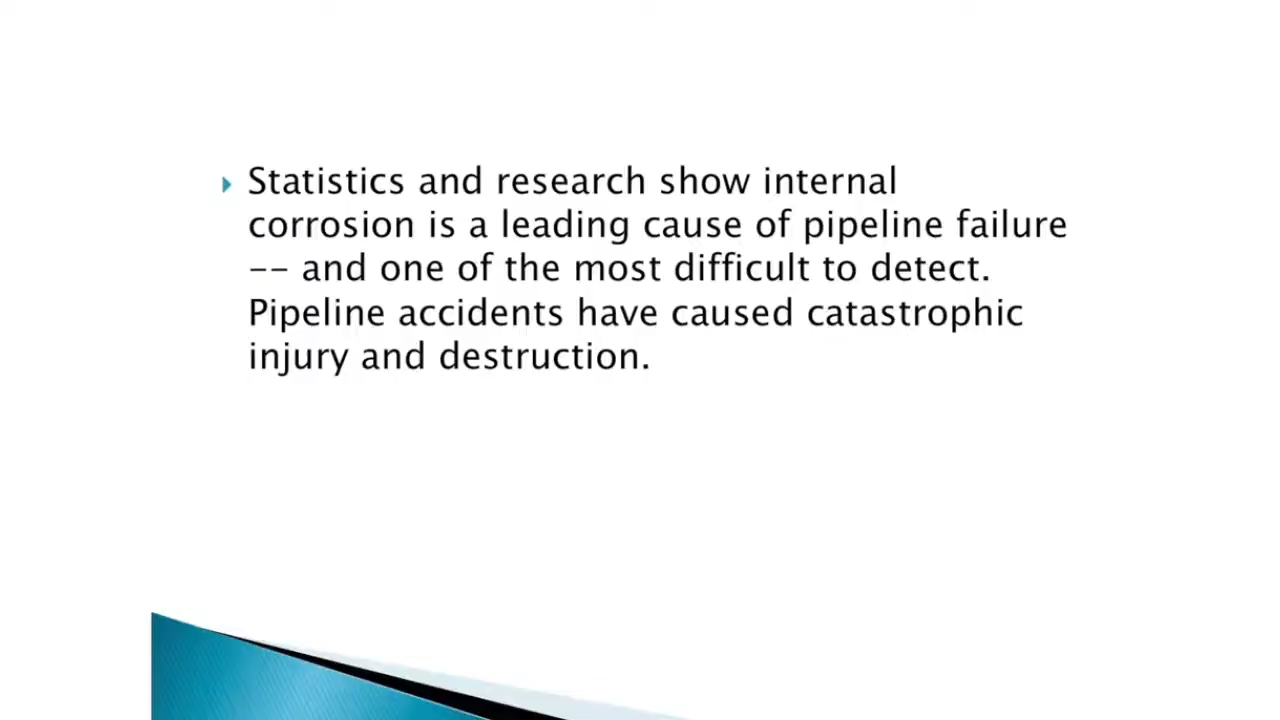 Statistics and research show internal
corrosion is a leading cause of pipeline failure
-- and one of the most difficult to detect.
Pipeline accidents have caused catastrophic
injury and destruction.